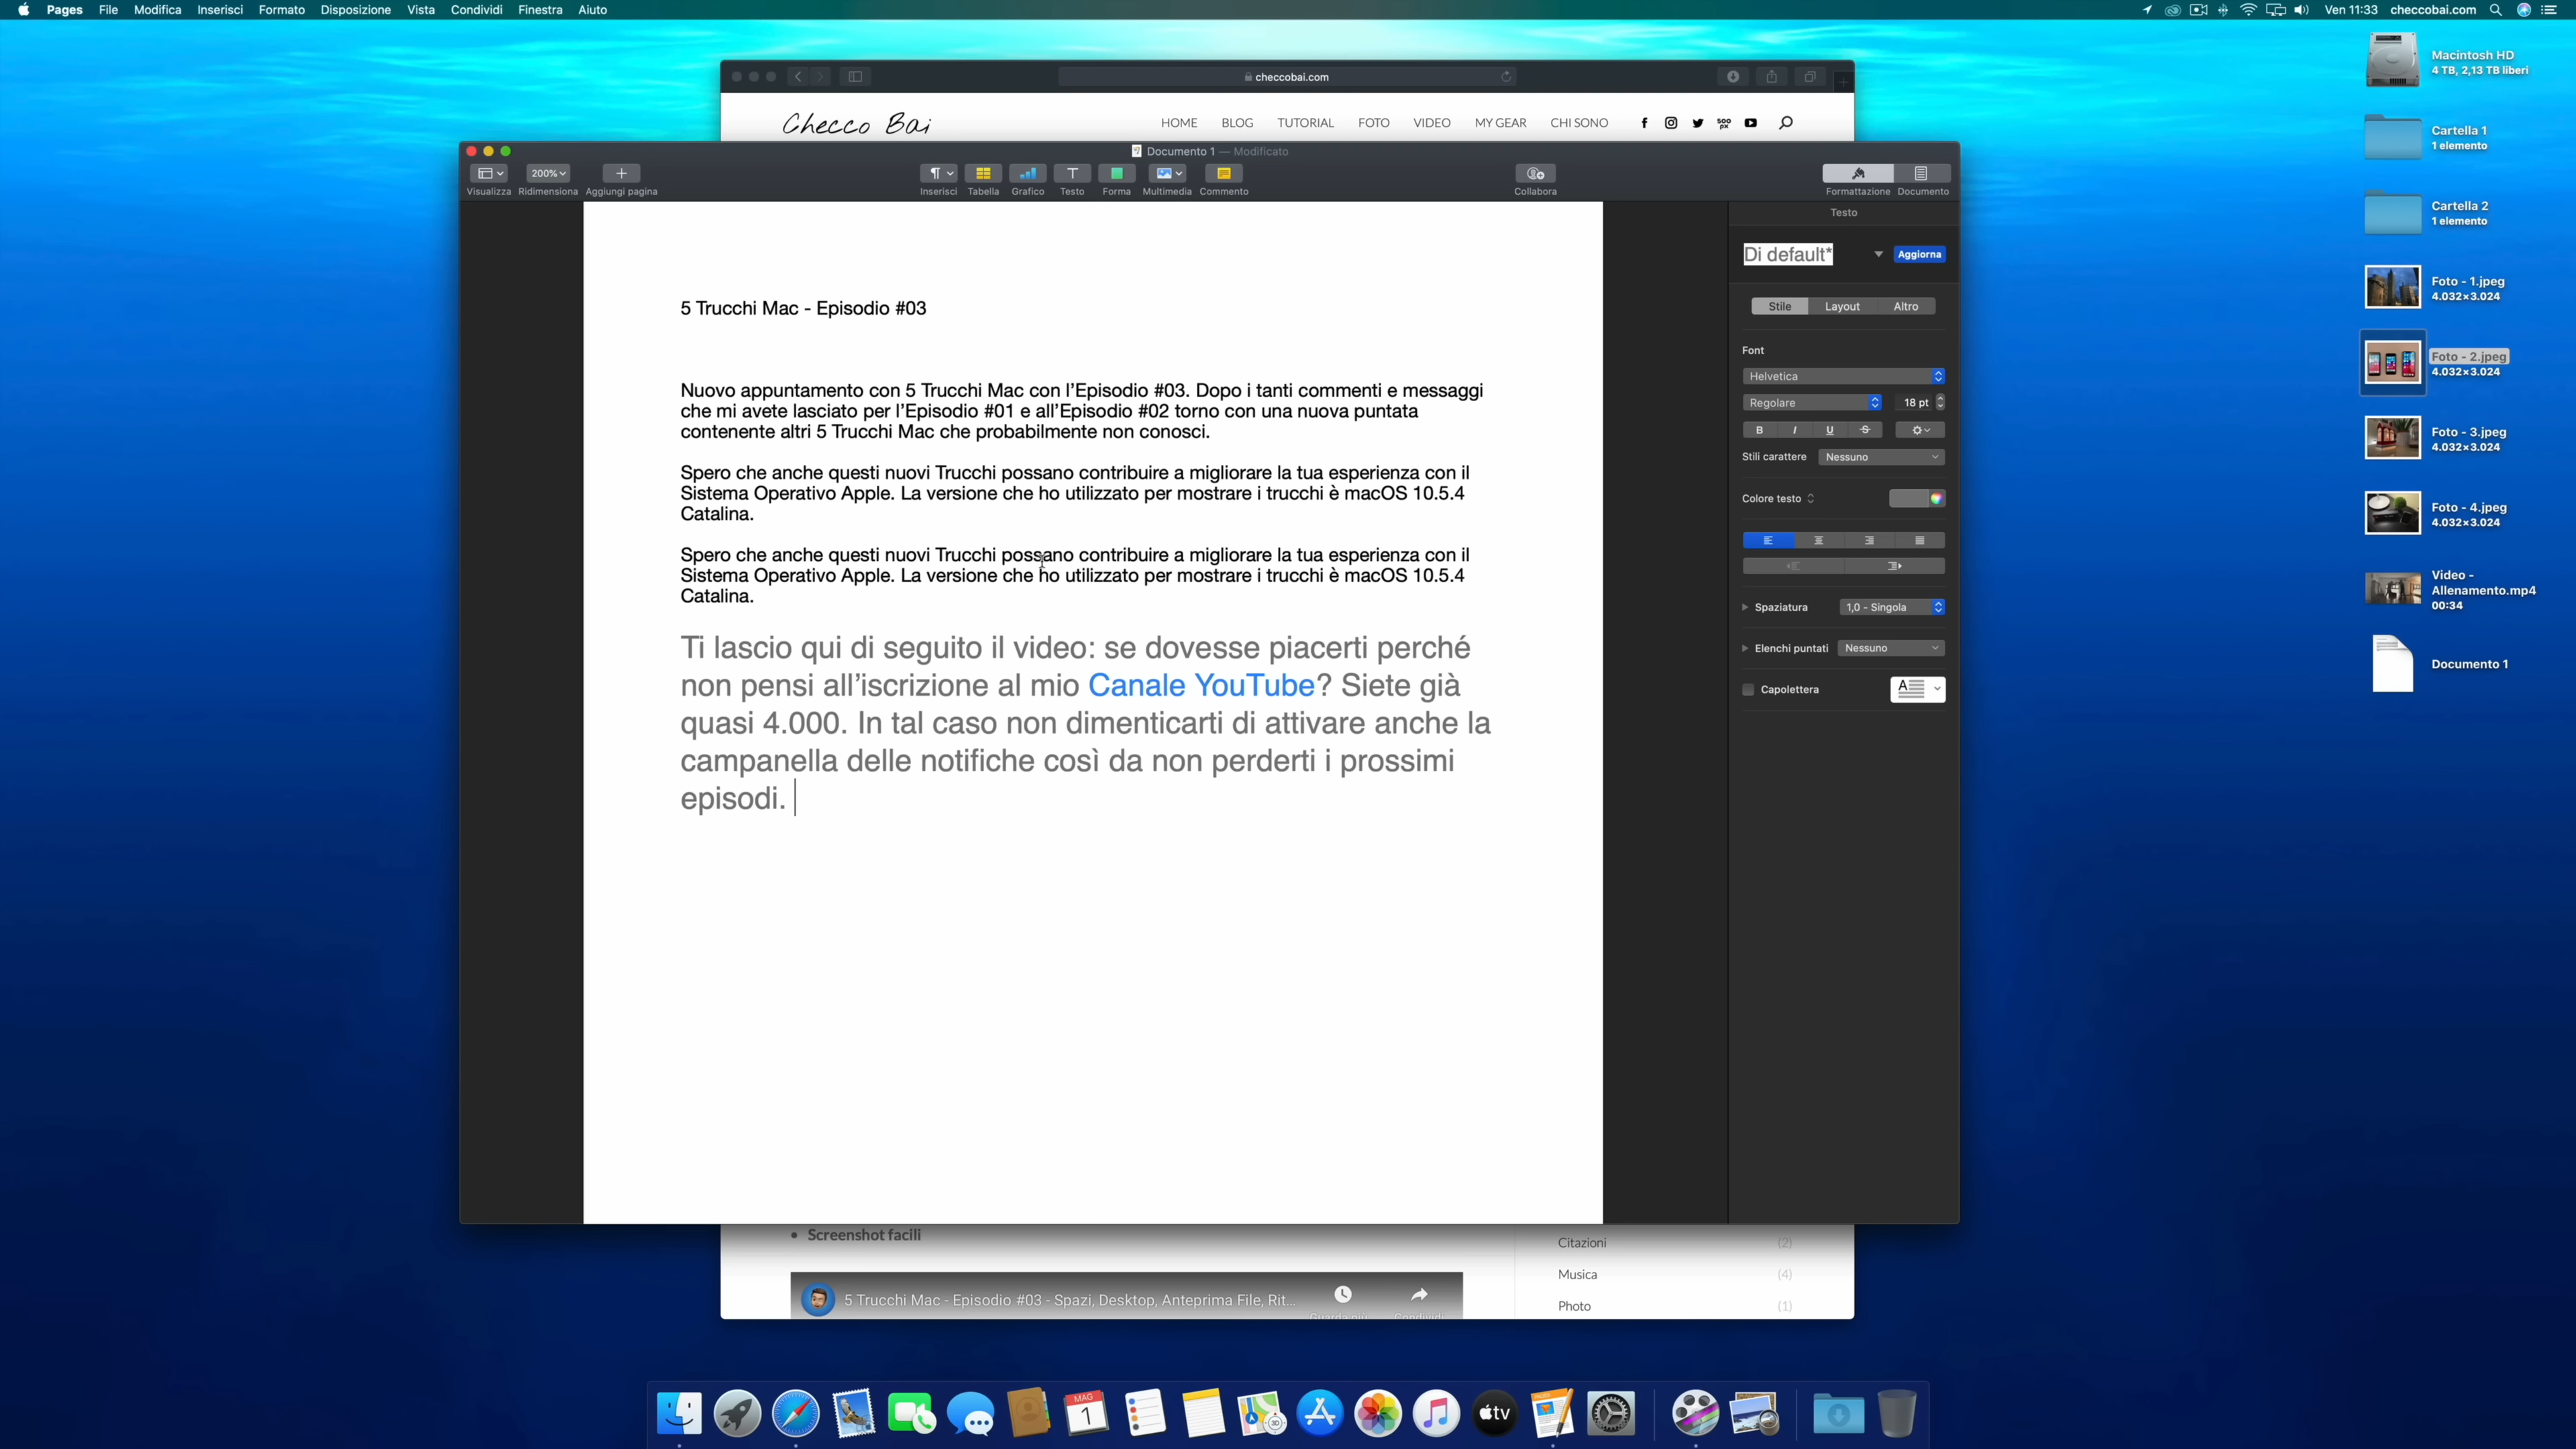 Pages File Modifica Inserisci Formato Disposizione Vista Condividi Finestra Aiuto
Ven 11:33 checcobai.com
checcobai.com
Checco Bai
HOME BLOG TUTORIAL FOTO VIDEO MY GEAR CHI SONO
Documento 1 — Modificato
200%
Visualizza Ridimensiona Aggiungi pagina Inserisci Tabella Grafico Testo Forma Multimedia Commento Collabora Formattazione Documento
5 Trucchi Mac - Episodio #03
Nuovo appuntamento con 5 Trucchi Mac con l’Episodio #03. Dopo i tanti commenti e messaggi
che mi avete lasciato per l’Episodio #01 e all’Episodio #02 torno con una nuova puntata
contenente altri 5 Trucchi Mac che probabilmente non conosci.
Spero che anche questi nuovi Trucchi possano contribuire a migliorare la tua esperienza con il
Sistema Operativo Apple. La versione che ho utilizzato per mostrare i trucchi è macOS 10.5.4
Catalina.
Spero che anche questi nuovi Trucchi possano contribuire a migliorare la tua esperienza con il
Sistema Operativo Apple. La versione che ho utilizzato per mostrare i trucchi è macOS 10.5.4
Catalina.
Ti lascio qui di seguito il video: se dovesse piacerti perché
non pensi all’iscrizione al mio Canale YouTube? Siete già
quasi 4.000. In tal caso non dimenticarti di attivare anche la
campanella delle notifiche così da non perderti i prossimi
episodi.
Testo
Di default*
Aggiorna
Stile Layout Altro
Font
Helvetica
Regolare 18 pt
B I U S
Stili carattere Nessuno
Colore testo
Spaziatura 1,0 - Singola
Elenchi puntati Nessuno
Capolettera
Macintosh HD
4 TB, 2,13 TB liberi
Cartella 1
1 elemento
Cartella 2
1 elemento
Foto - 1.jpeg
4.032×3.024
Foto - 2.jpeg
4.032×3.024
Foto - 3.jpeg
4.032×3.024
Foto - 4.jpeg
4.032×3.024
Video -
Allenamento.mp4
00:34
Documento 1
• Screenshot facili
5 Trucchi Mac - Episodio #03 - Spazi, Desktop, Anteprima File, Rit...
Citazioni (2)
Musica (4)
Photo (1)
MAG
1
tv